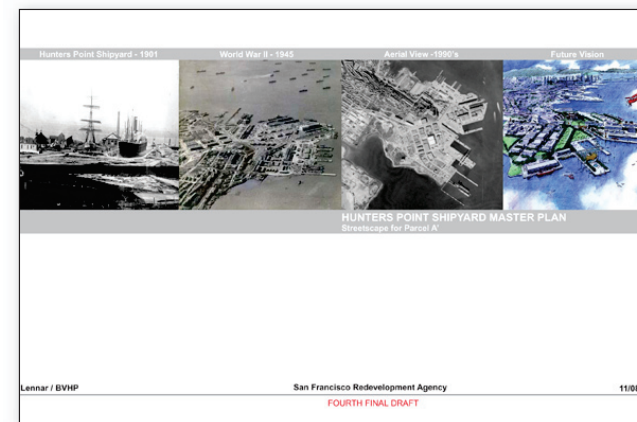 Hunters Point Shipyard - 1901
World War II - 1945
Aerial View -1990's
Future Vision
HUNTERS POINT SHIPYARD MASTER PLAN
Streetscape for Parcel A'
Lennar / BVHP
San Francisco Redevelopment Agency
FOURTH FINAL DRAFT